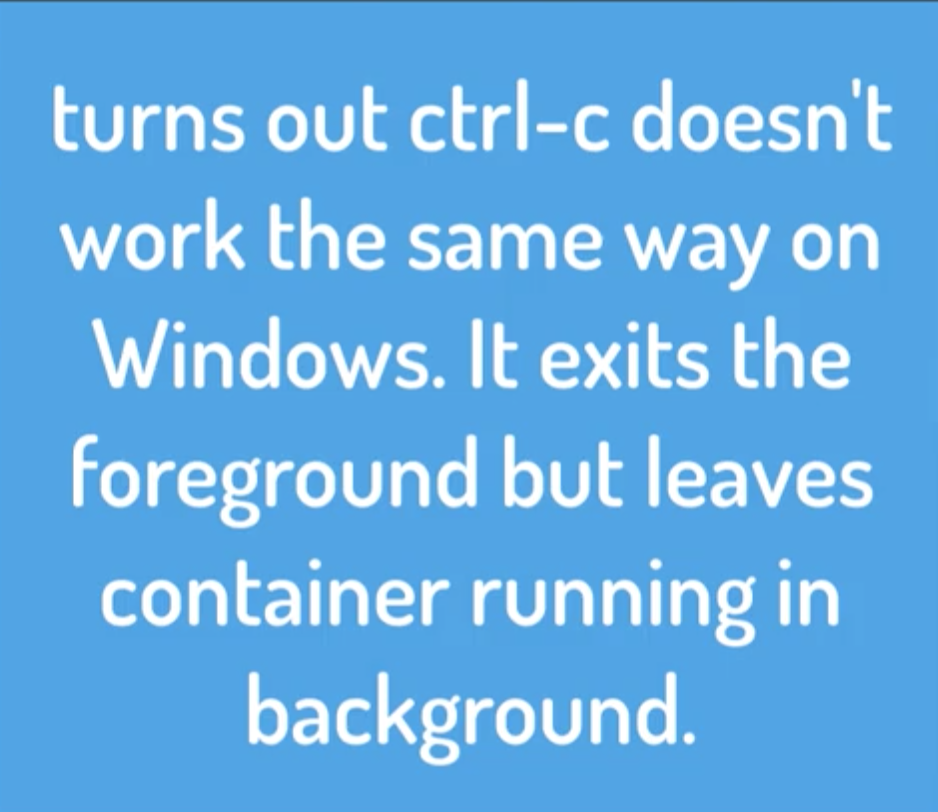 turns out ctrl-c doesn't
work the same way on
Windows. It exits the
foreground but leaves
container running in
background.